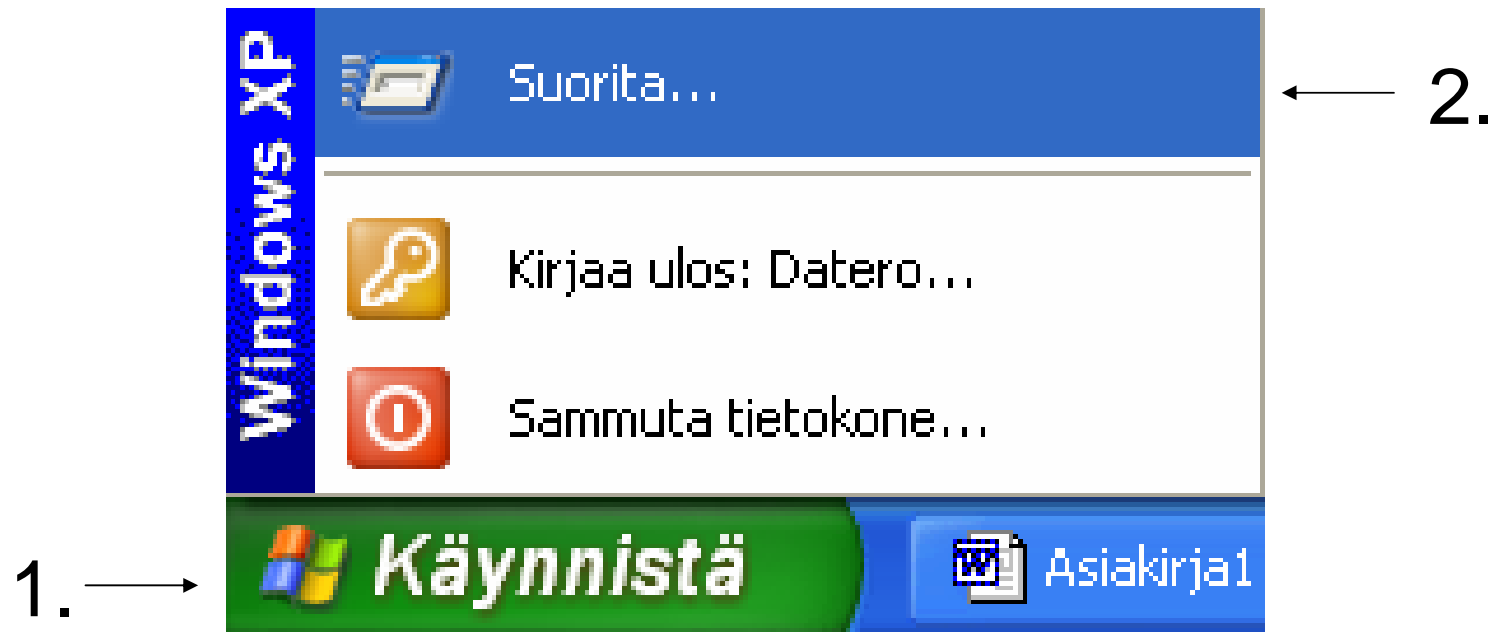 Windows XP
Suorita...
2.
Kirjaa ulos: Datero...
Sammuta tietokone...
1.
Käynnistä
Asiakirja1